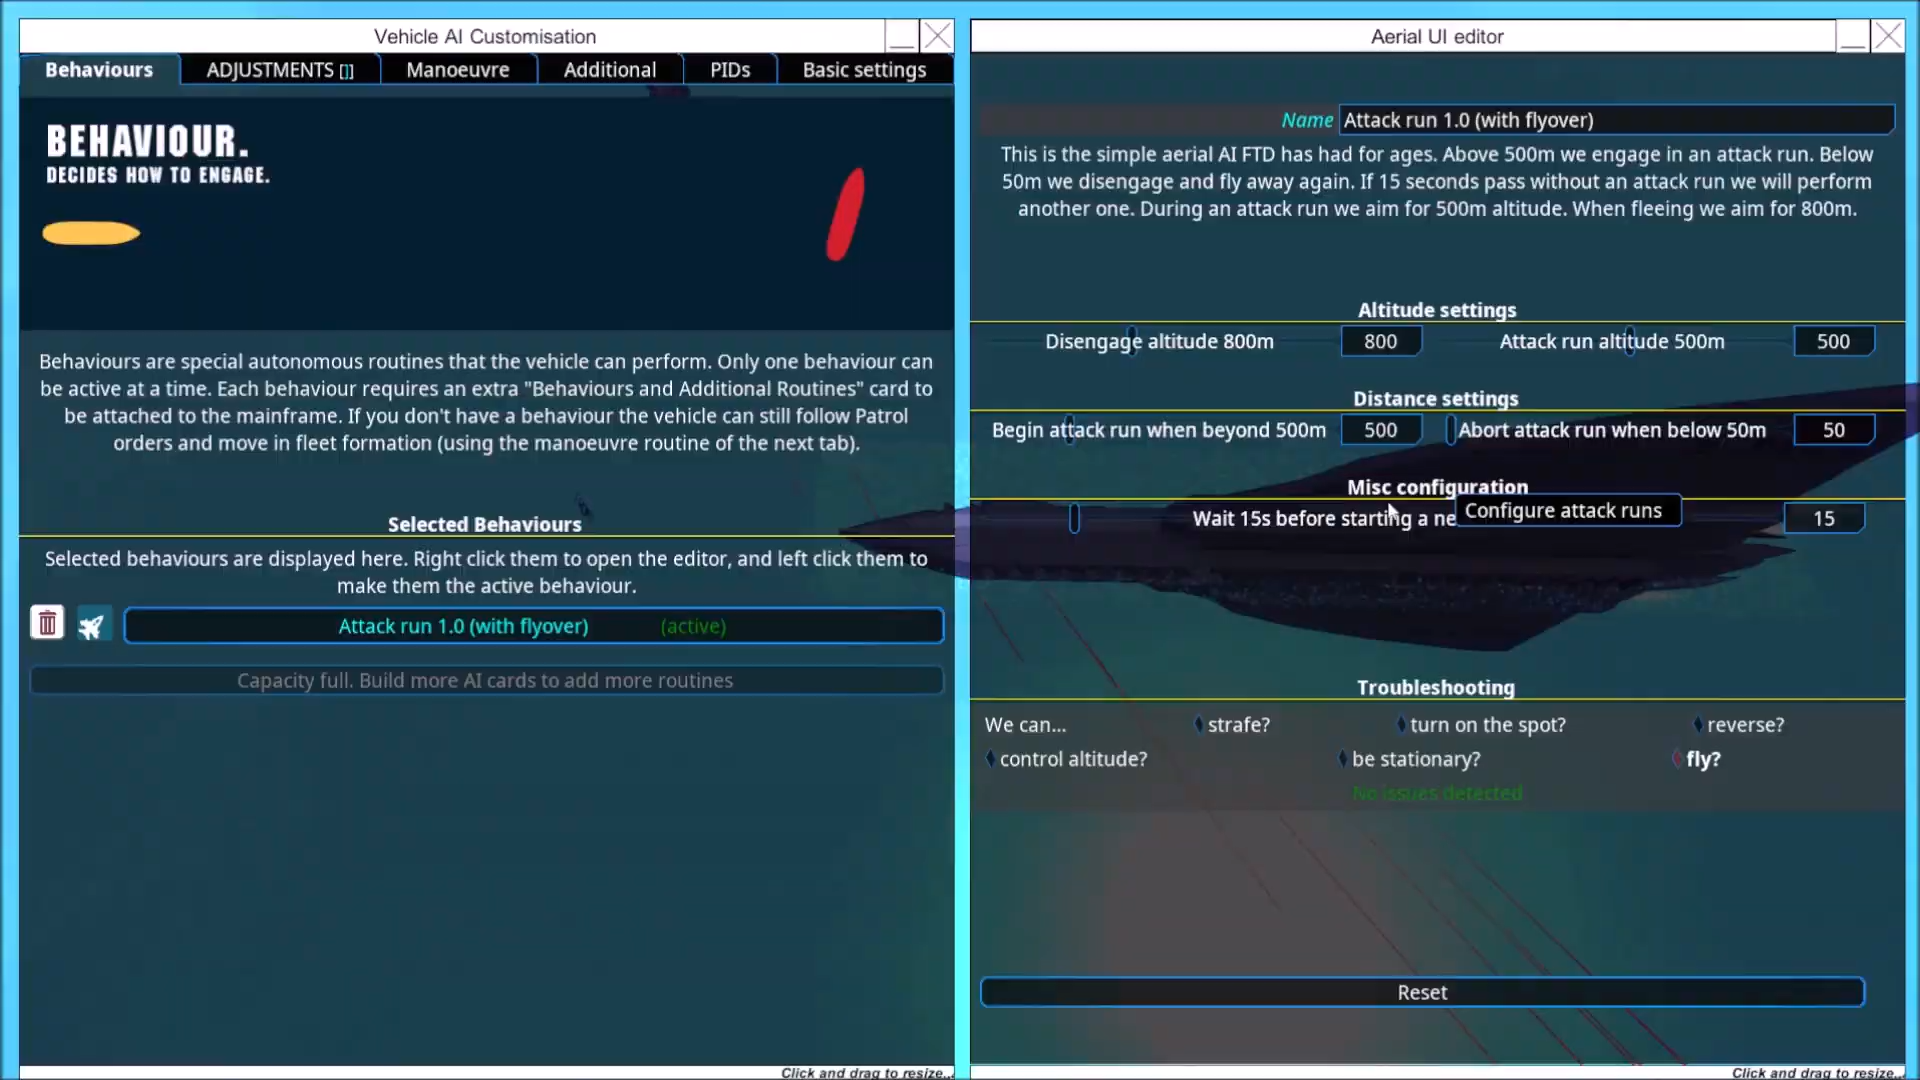 Vehicle AI Customisation
Behaviours
ADJUSTMENTS []
Manoeuvre
Additional
PIDs
Basic settings
BEHAVIOUR.
DECIDES HOW TO ENGAGE.
Behaviours are special autonomous routines that the vehicle can perform. Only one behaviour can
be active at a time. Each behaviour requires an extra "Behaviours and Additional Routines" card to
be attached to the mainframe. If you don't have a behaviour the vehicle can still follow Patrol
orders and move in fleet formation (using the manoeuvre routine of the next tab).
Selected Behaviours
Selected behaviours are displayed here. Right click them to open the editor, and left click them to
make them the active behaviour.
Attack run 1.0 (with flyover) (active)
Capacity full. Build more AI cards to add more routines
Click and drag to resize...
Aerial UI editor
Name Attack run 1.0 (with flyover)
This is the simple aerial AI FTD has had for ages. Above 500m we engage in an attack run. Below
50m we disengage and fly away again. If 15 seconds pass without an attack run we will perform
another one. During an attack run we aim for 500m altitude. When fleeing we aim for 800m.
Altitude settings
Disengage altitude 800m 800 Attack run altitude 500m 500
Distance settings
Begin attack run when beyond 500m 500 Abort attack run when below 50m 50
Misc configuration
Wait 15s before starting a ne 15
Configure attack runs
Troubleshooting
We can... strafe? turn on the spot? reverse?
control altitude? be stationary? fly?
No issues detected
Reset
Click and drag to resize...